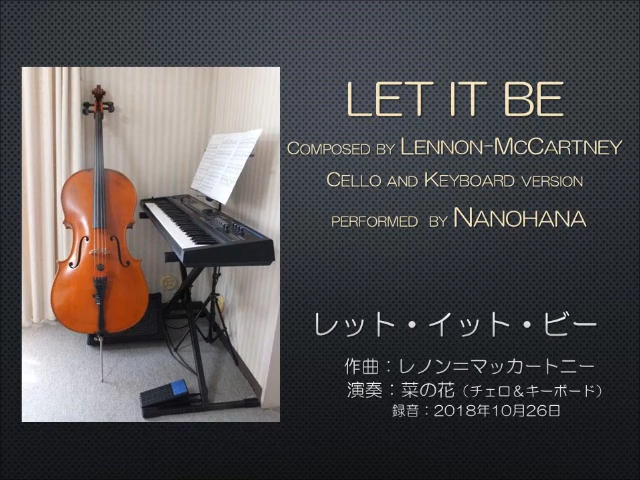 LET IT BE
COMPOSED BY LENNON-MCCARTNEY
CELLO AND KEYBOARD VERSION
PERFORMED BY NANOHANA
レット・イット・ビー
作曲：レノン＝マッカートニー
演奏：菜の花（チェロ＆キーボード）
録音：2018年10月26日